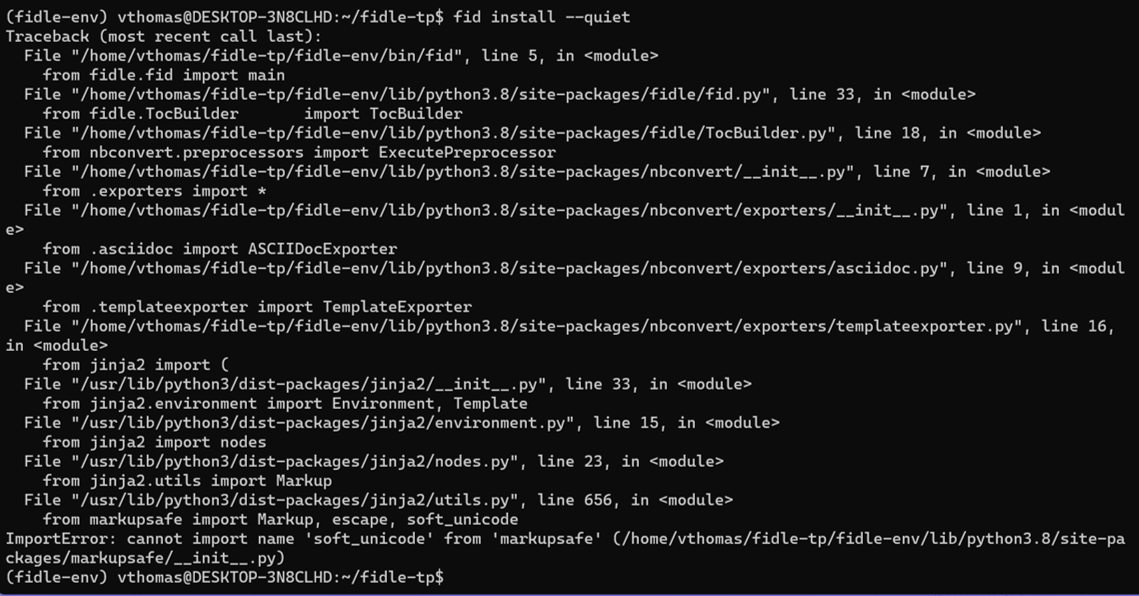 (fidle-env) vthomas@DESKTOP-3N8CLHD:~/fidle-tp$ fid install --quiet
Traceback (most recent call last):
  File "/home/vthomas/fidle-tp/fidle-env/bin/fid", line 5, in <module>
    from fidle.fid import main
  File "/home/vthomas/fidle-tp/fidle-env/lib/python3.8/site-packages/fidle/fid.py", line 33, in <module>
    from fidle.TocBuilder       import TocBuilder
  File "/home/vthomas/fidle-tp/fidle-env/lib/python3.8/site-packages/fidle/TocBuilder.py", line 18, in <module>
    from nbconvert.preprocessors import ExecutePreprocessor
  File "/home/vthomas/fidle-tp/fidle-env/lib/python3.8/site-packages/nbconvert/__init__.py", line 7, in <module>
    from .exporters import *
  File "/home/vthomas/fidle-tp/fidle-env/lib/python3.8/site-packages/nbconvert/exporters/__init__.py", line 1, in <modul
e>
    from .asciidoc import ASCIIDocExporter
  File "/home/vthomas/fidle-tp/fidle-env/lib/python3.8/site-packages/nbconvert/exporters/asciidoc.py", line 9, in <modul
e>
    from .templateexporter import TemplateExporter
  File "/home/vthomas/fidle-tp/fidle-env/lib/python3.8/site-packages/nbconvert/exporters/templateexporter.py", line 16,
in <module>
    from jinja2 import (
  File "/usr/lib/python3/dist-packages/jinja2/__init__.py", line 33, in <module>
    from jinja2.environment import Environment, Template
  File "/usr/lib/python3/dist-packages/jinja2/environment.py", line 15, in <module>
    from jinja2 import nodes
  File "/usr/lib/python3/dist-packages/jinja2/nodes.py", line 23, in <module>
    from jinja2.utils import Markup
  File "/usr/lib/python3/dist-packages/jinja2/utils.py", line 656, in <module>
    from markupsafe import Markup, escape, soft_unicode
ImportError: cannot import name 'soft_unicode' from 'markupsafe' (/home/vthomas/fidle-tp/fidle-env/lib/python3.8/site-pa
ckages/markupsafe/__init__.py)
(fidle-env) vthomas@DESKTOP-3N8CLHD:~/fidle-tp$